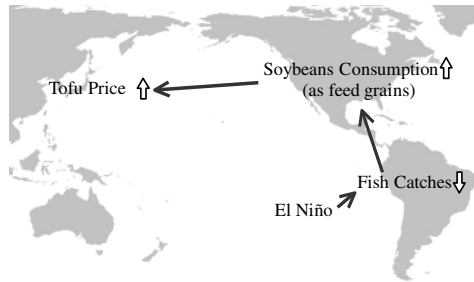 Soybeans Consumption
(as feed grains)
Tofu Price
Fish Catches
El Niño